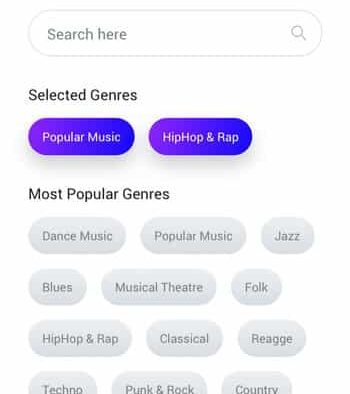 Search here
Selected Genres
Popular Music HipHop & Rap
Most Popular Genres
Dance Music Popular Music Jazz
Blues Musical Theatre Folk
HipHop & Rap Classical Reagge
Techno Punk & Rock Country